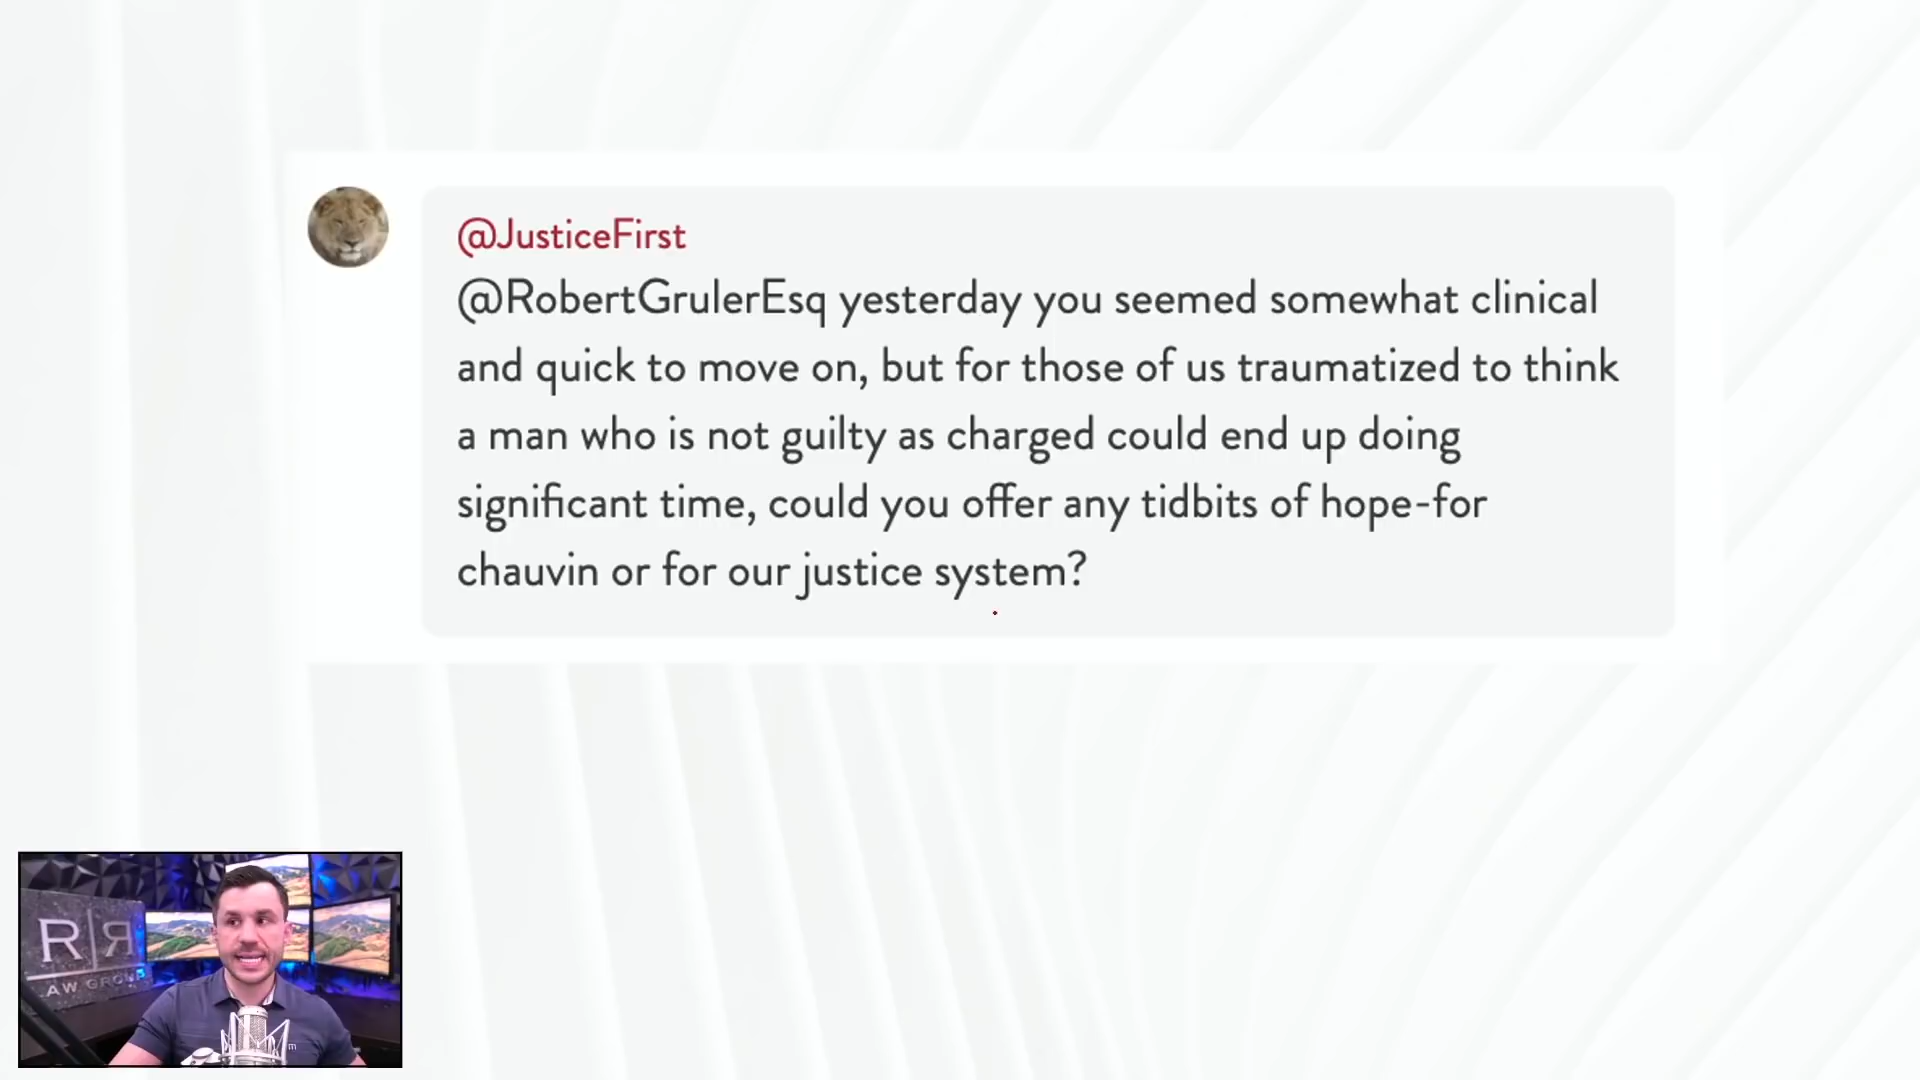 @JusticeFirst
@RobertGrulerEsq yesterday you seemed somewhat clinical
and quick to move on, but for those of us traumatized to think
a man who is not guilty as charged could end up doing
significant time, could you offer any tidbits of hope-for
chauvin or for our justice system?
R|R
LAW GROUP